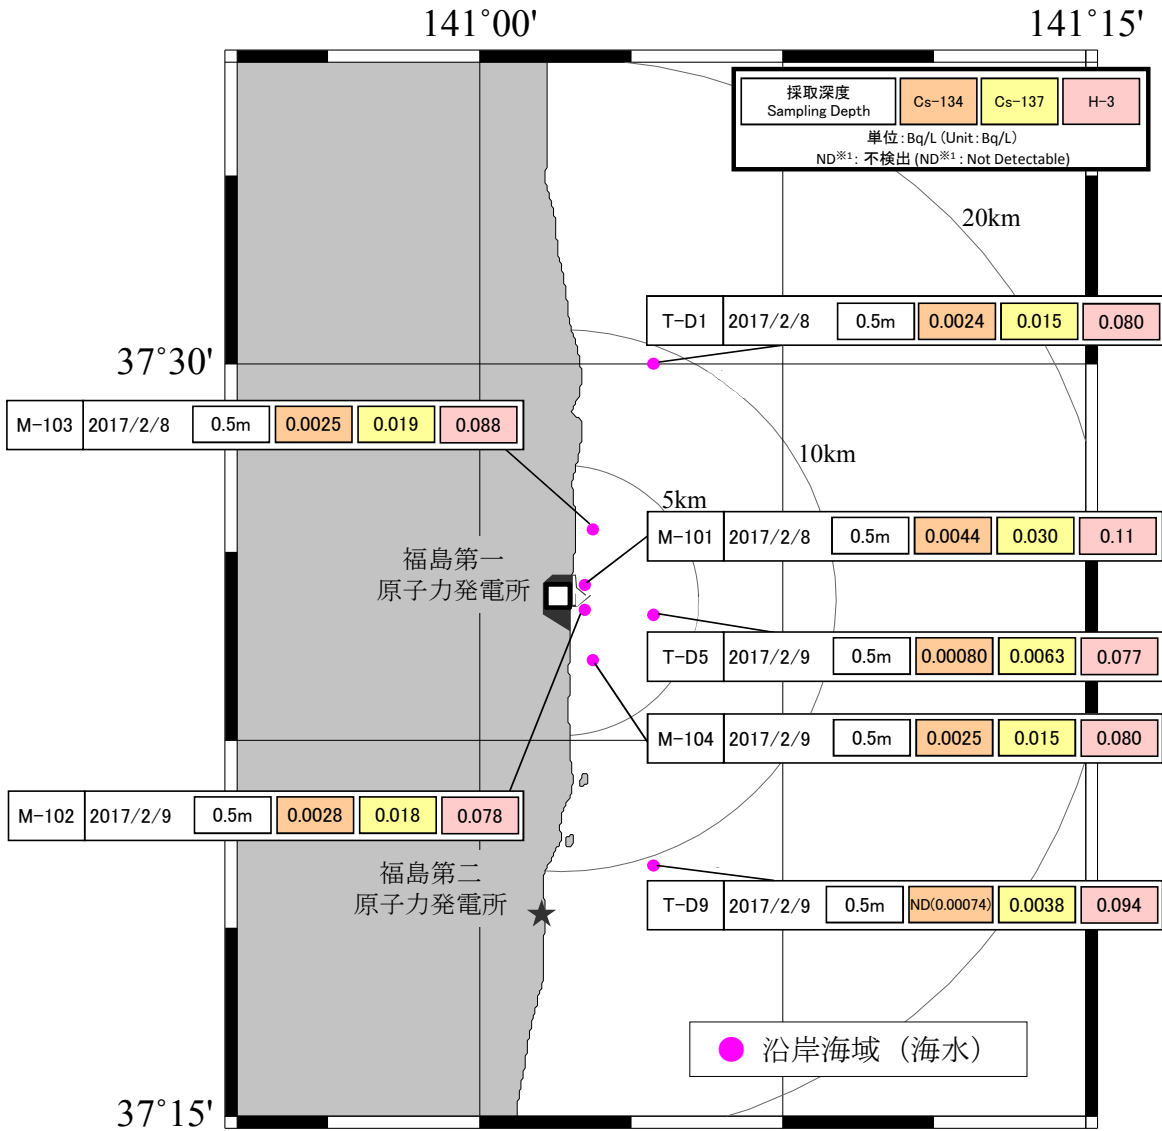 141°00'
141°15'
採取深度
Sampling Depth
Cs-134
Cs-137
H-3
単位：Bq/L (Unit：Bq/L)
ND※1：不検出 (ND※1：Not Detectable)
20km
T-D1 2017/2/8 0.5m 0.0024 0.015 0.080
37°30'
M-103 2017/2/8 0.5m 0.0025 0.019 0.088
10km
5km
M-101 2017/2/8 0.5m 0.0044 0.030 0.11
福島第一
原子力発電所
T-D5 2017/2/9 0.5m 0.00080 0.0063 0.077
M-104 2017/2/9 0.5m 0.0025 0.015 0.080
M-102 2017/2/9 0.5m 0.0028 0.018 0.078
福島第二
原子力発電所
T-D9 2017/2/9 0.5m ND(0.00074) 0.0038 0.094
沿岸海域（海水）
37°15'